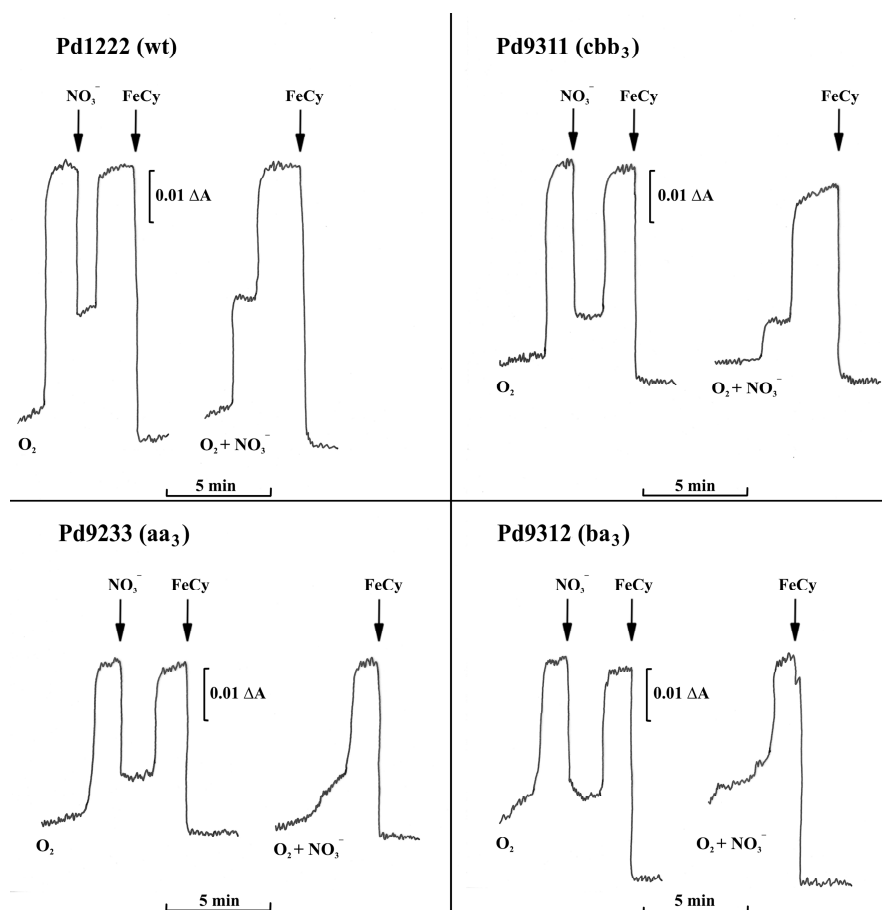 Pd1222 (wt)
NO₃⁻ FeCy FeCy
0.01 ΔA
O₂ O₂ + NO₃⁻
5 min
Pd9311 (cbb₃)
NO₃⁻ FeCy FeCy
0.01 ΔA
O₂ O₂ + NO₃⁻
5 min
Pd9233 (aa₃)
NO₃⁻ FeCy FeCy
0.01 ΔA
O₂ O₂ + NO₃⁻
5 min
Pd9312 (ba₃)
NO₃⁻ FeCy FeCy
0.01 ΔA
O₂ O₂ + NO₃⁻
5 min